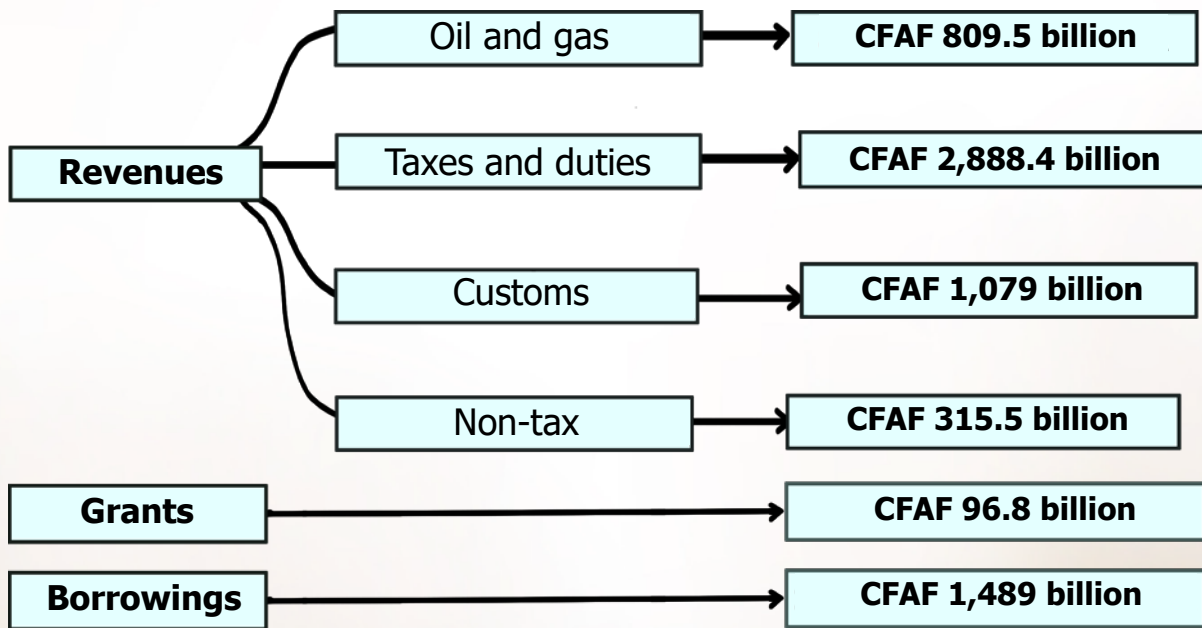 Oil and gas
CFAF 809.5 billion
Revenues
Taxes and duties
CFAF 2,888.4 billion
Customs
CFAF 1,079 billion
Non-tax
CFAF 315.5 billion
Grants
CFAF 96.8 billion
Borrowings
CFAF 1,489 billion